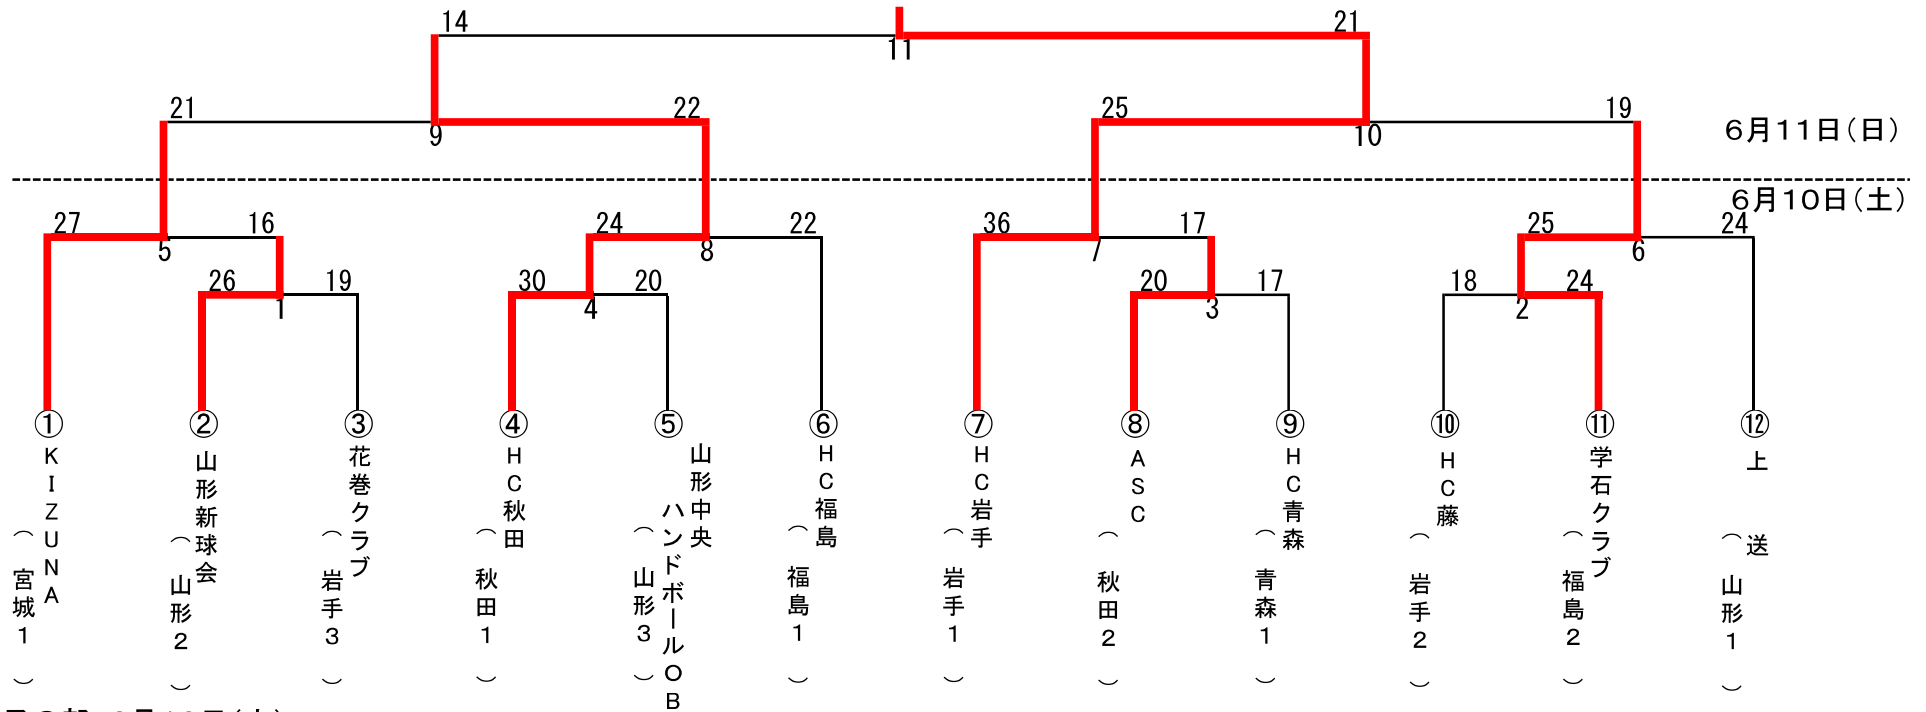 14
21
11
21
22
25
19
9
10
6月11日(日)
6月10日(土)
27
16
24
22
36
17
25
24
5
8
7
6
26
19
30
20
20
17
18
24
1
4
3
2
①
KIZUNA
(宮城1)
②
山形新球会
(山形2)
③
花巻クラブ
(岩手3)
④
HC秋田
(秋田1)
⑤
山形中央
ハンドボールOB
(山形3)
⑥
HC福島
(福島1)
⑦
HC岩手
(岩手1)
⑧
ASC
(秋田2)
⑨
HC青森
(青森1)
⑩
HC藤
(岩手2)
⑪
学石クラブ
(福島2)
⑫
上 送
(山形1)